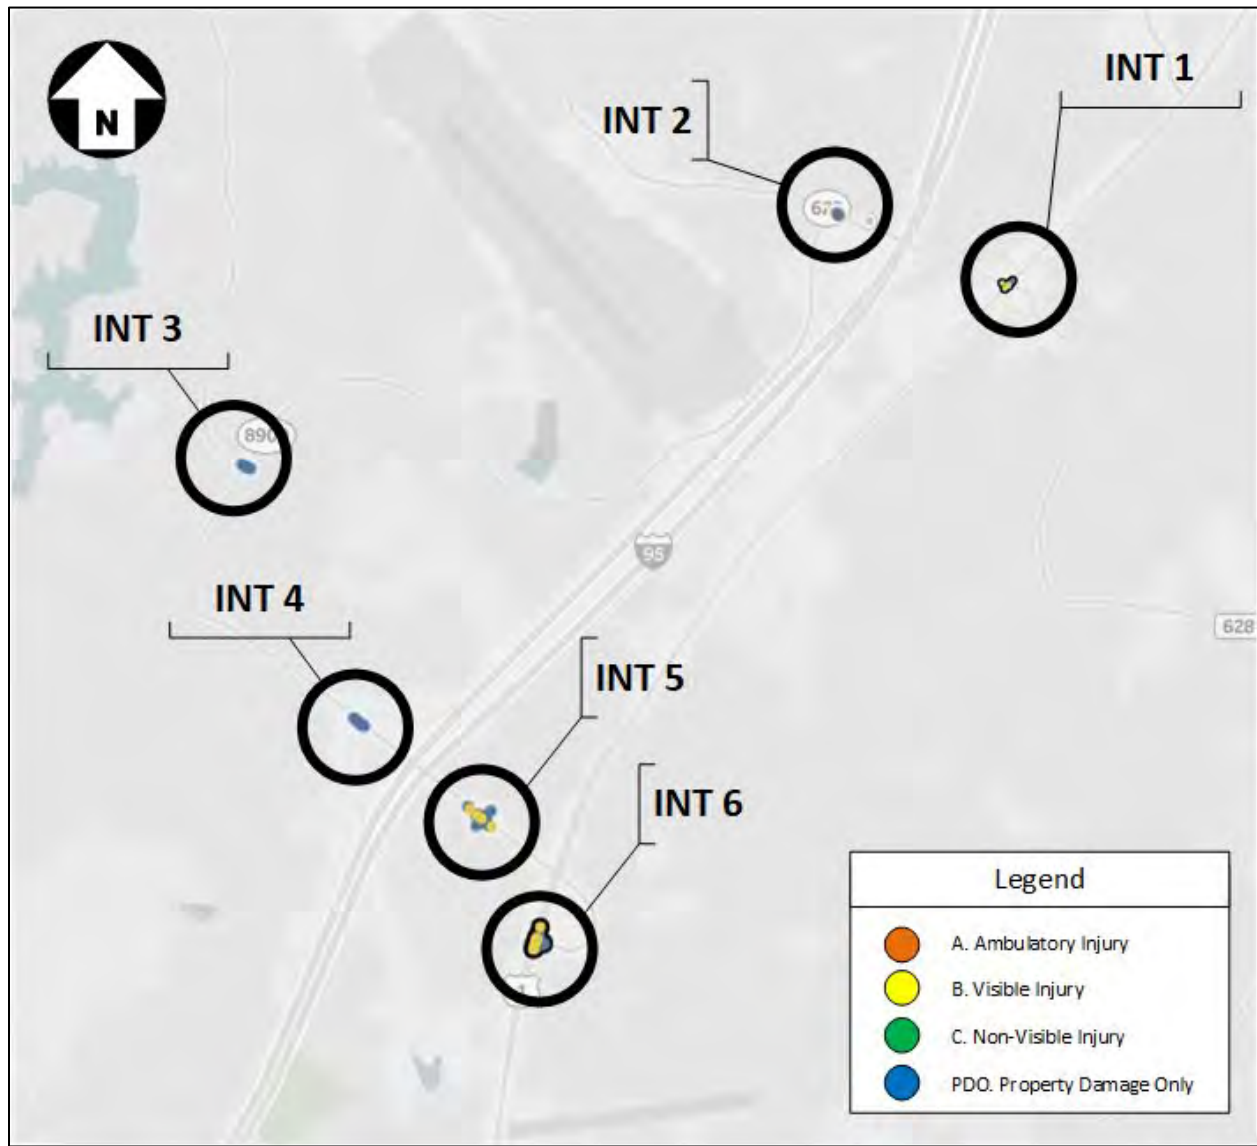 N
INT 1
INT 2
INT 3
890
95
INT 4
628
INT 5
INT 6
1
Legend
A. Ambulatory Injury
B. Visible Injury
C. Non-Visible Injury
PDO. Property Damage Only